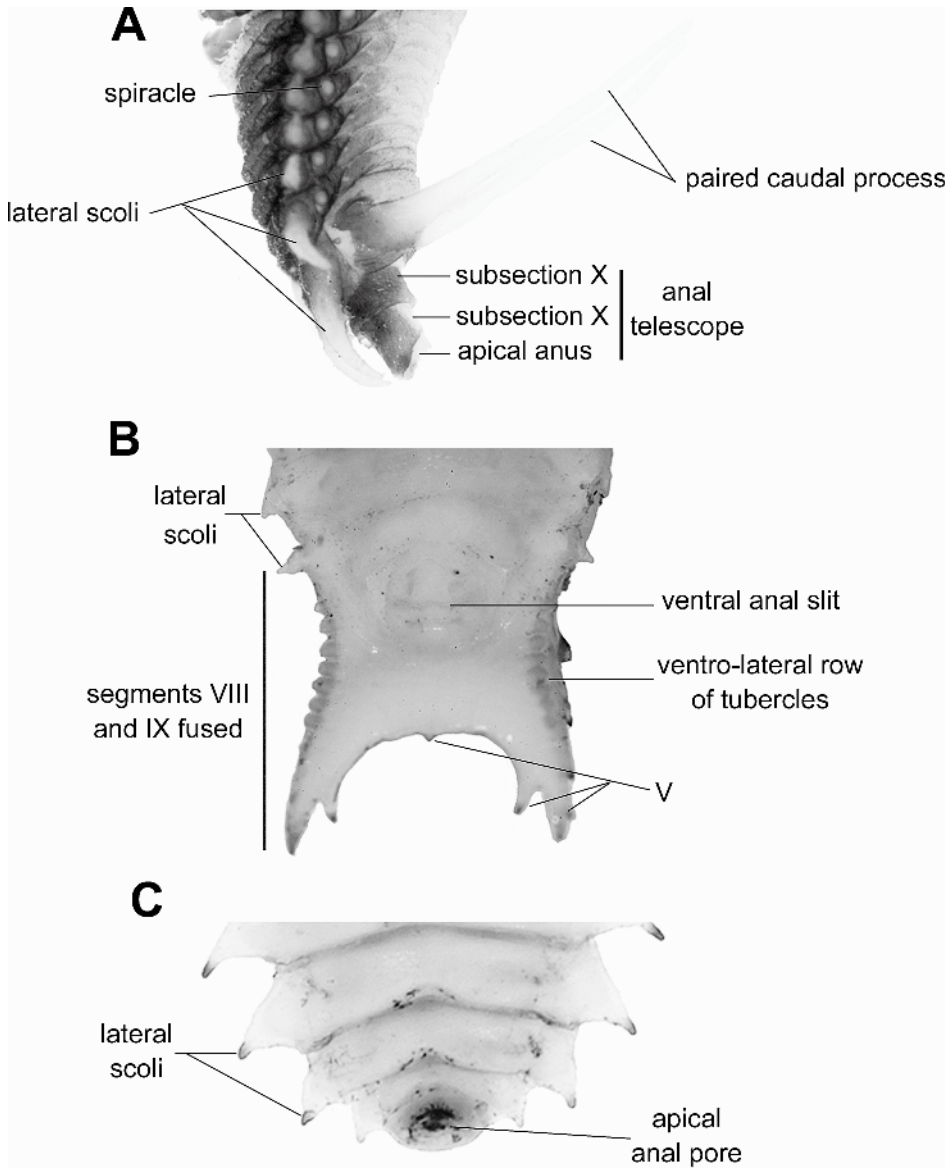 A
spiracle
paired caudal process
lateral scoli
subsection X
subsection X
apical anus
anal
telescope
B
lateral
scoli
ventral anal slit
ventro-lateral row
of tubercles
segments VIII
and IX fused
V
C
lateral
scoli
apical
anal pore